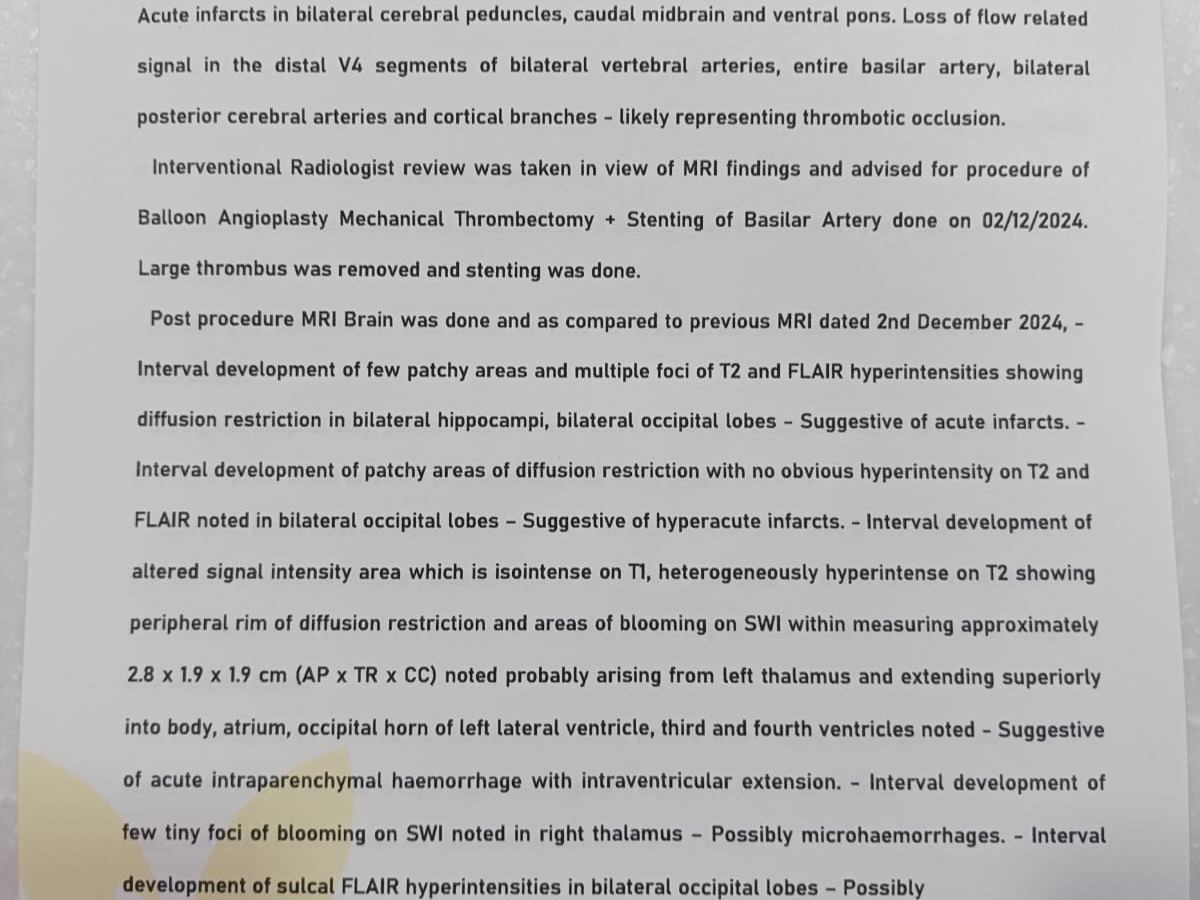 Acute infarcts in bilateral cerebral peduncles, caudal midbrain and ventral pons. Loss of flow related
signal in the distal V4 segments of bilateral vertebral arteries, entire basilar artery, bilateral
posterior cerebral arteries and cortical branches – likely representing thrombotic occlusion.
Interventional Radiologist review was taken in view of MRI findings and advised for procedure of
Balloon Angioplasty Mechanical Thrombectomy + Stenting of Basilar Artery done on 02/12/2024.
Large thrombus was removed and stenting was done.
Post procedure MRI Brain was done and as compared to previous MRI dated 2nd December 2024, –
Interval development of few patchy areas and multiple foci of T2 and FLAIR hyperintensities showing
diffusion restriction in bilateral hippocampi, bilateral occipital lobes – Suggestive of acute infarcts. –
Interval development of patchy areas of diffusion restriction with no obvious hyperintensity on T2 and
FLAIR noted in bilateral occipital lobes – Suggestive of hyperacute infarcts. – Interval development of
altered signal intensity area which is isointense on T1, heterogeneously hyperintense on T2 showing
peripheral rim of diffusion restriction and areas of blooming on SWI within measuring approximately
2.8 x 1.9 x 1.9 cm (AP x TR x CC) noted probably arising from left thalamus and extending superiorly
into body, atrium, occipital horn of left lateral ventricle, third and fourth ventricles noted – Suggestive
of acute intraparenchymal haemorrhage with intraventricular extension. – Interval development of
few tiny foci of blooming on SWI noted in right thalamus – Possibly microhaemorrhages. – Interval
development of sulcal FLAIR hyperintensities in bilateral occipital lobes – Possibly